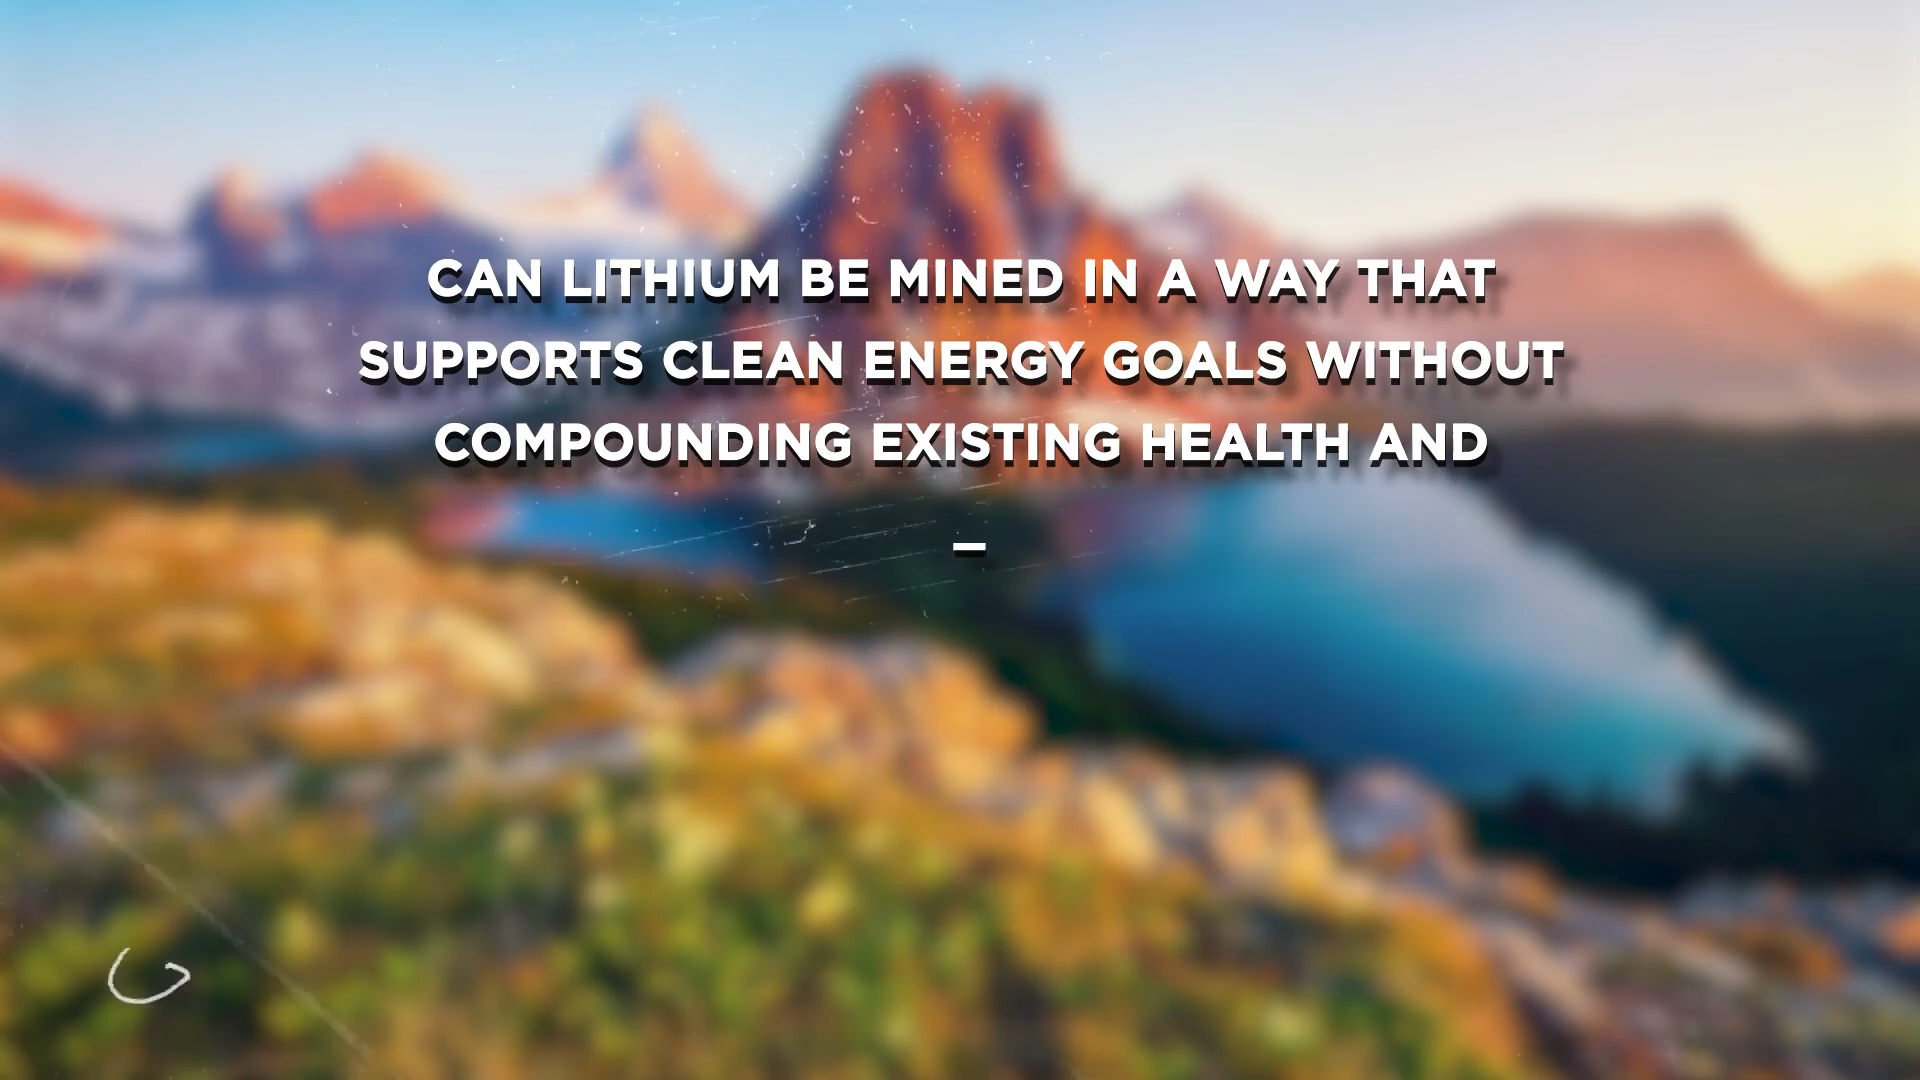 CAN LITHIUM BE MINED IN A WAY THAT
SUPPORTS CLEAN ENERGY GOALS WITHOUT
COMPOUNDING EXISTING HEALTH AND
_